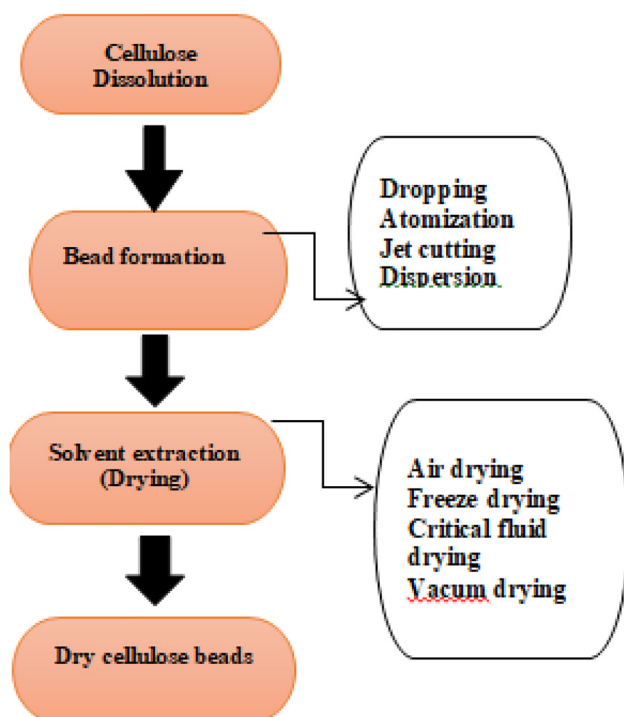 Cellulose
Dissolution
Bead formation
Dropping
Atomization
Jet cutting
Dispersion
Solvent extraction
(Drying)
Air drying
Freeze drying
Critical fluid
drying
Vacum drying
Dry cellulose beads